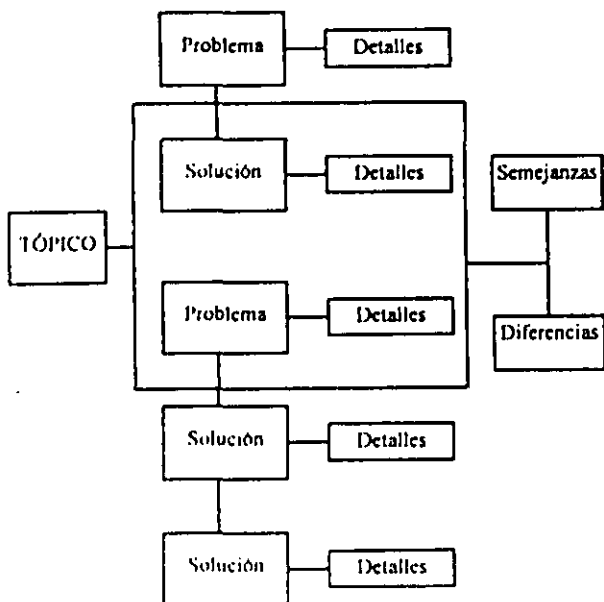 Problema
Detalles
Solución
Detalles
Semejanzas
TÓPICO
Problema
Detalles
Diferencias
Solución
Detalles
Solución
Detalles